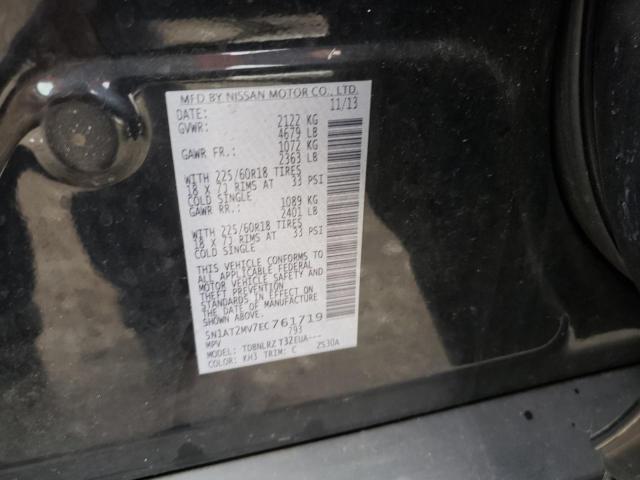 MFD BY NISSAN MOTOR CO., LTD.
DATE: 11/13
GVWR: 2122 KG
4679 LB
GAWR FR.: 1072 KG
2363 LB
WITH 225/60R18 TIRES
18 X 7J RIMS AT 33 PSI
COLD SINGLE
GAWR RR.: 1089 KG
2401 LB
WITH 225/60R18 TIRES
18 X 7J RIMS AT 33 PSI
COLD SINGLE
THIS VEHICLE CONFORMS TO
ALL APPLICABLE FEDERAL
MOTOR VEHICLE SAFETY AND
THEFT PREVENTION
STANDARDS IN EFFECT ON
THE DATE OF MANUFACTURE
SHOWN ABOVE.
5N1AT2MV7EC761719
MPV 793
MODEL: TDBNLRZ T32EUA---
COLOR: KH3 TRIM: C ZS30A